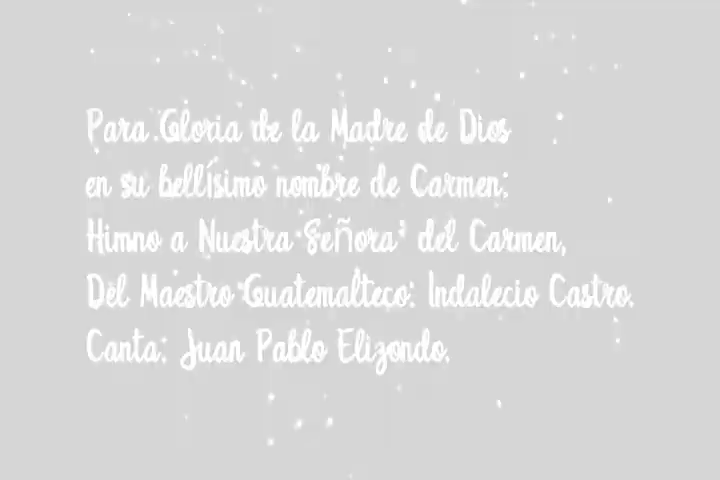 Para Gloria de la Madre de Dios
en su bellísimo nombre de Carmen:
Himno a Nuestra Señora del Carmen,
Del Maestro Guatemalteco: Indalecio Castro.
Canta: Juan Pablo Elizondo.